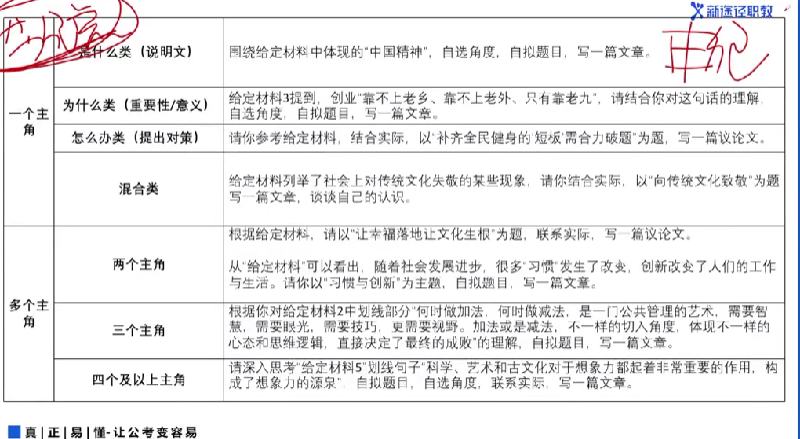 新途径职教
是什么类（说明文）
围绕给定材料中体现的“中国精神”，自选角度，自拟题目，写一篇文章。
一个主角
为什么类（重要性/意义）
给定材料3提到，创业“靠不上老乡、靠不上老外、只有靠老九”，请结合你对这句话的理解，
自选角度，自拟题目，写一篇文章。
怎么办类（提出对策）
请你参考给定材料，结合实际，以“补齐全民健身的‘短板’需合力破题”为题，写一篇议论文。
混合类
给定材料列举了社会上对传统文化失敬的某些现象，请你结合实际，以“向传统文化致敬”为题
写一篇文章，谈谈自己的认识。
多个主角
两个主角
根据给定材料，请以“让幸福落地让文化生根”为题，联系实际，写一篇议论文。
从“给定材料”可以看出，随着社会发展进步，很多“习惯”发生了改变，创新改变了人们的工作
与生活。请你以“习惯与创新”为主题，自拟题目，写一篇文章。
三个主角
根据你对给定材料2中划线部分“何时做加法，何时做减法，是一门公共管理的艺术，需要智
慧，需要眼光，需要技巧，更需要视野。加法或是减法，不一样的切入角度，体现不一样的
心态和思维逻辑，直接决定了最终的成败”的理解，自拟题目，写一篇文章。
四个及以上主角
请深入思考“给定材料5”划线句子“科学、艺术和古文化对于想象力都起着非常重要的作用，构
成了想象力的源泉”，自拟题目，自选角度，联系实际，写一篇文章。
真|正|易|懂-让公考变容易